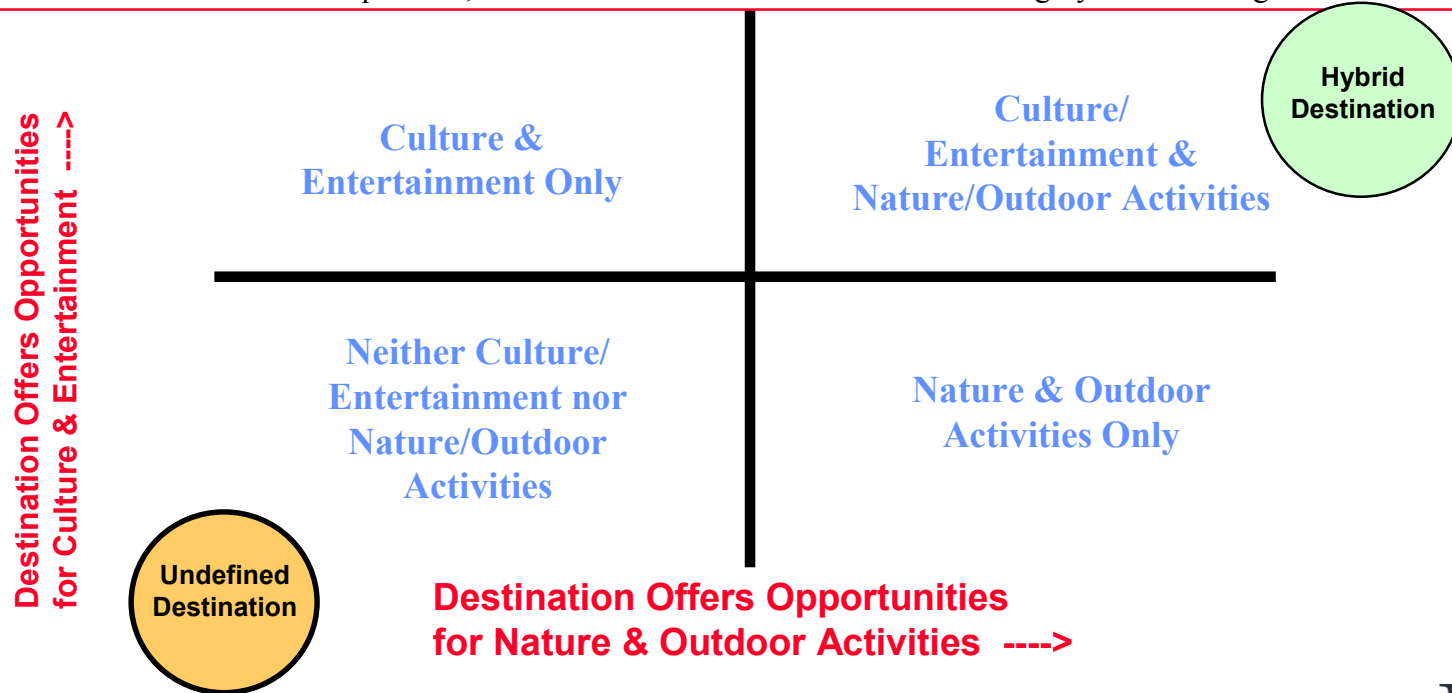 Hybrid
Destination
Culture &
Entertainment Only
Culture/
Entertainment &
Nature/Outdoor Activities
Destination Offers Opportunities
for Culture & Entertainment ---->
Neither Culture/
Entertainment nor
Nature/Outdoor
Activities
Nature & Outdoor
Activities Only
Undefined
Destination
Destination Offers Opportunities
for Nature & Outdoor Activities ---->